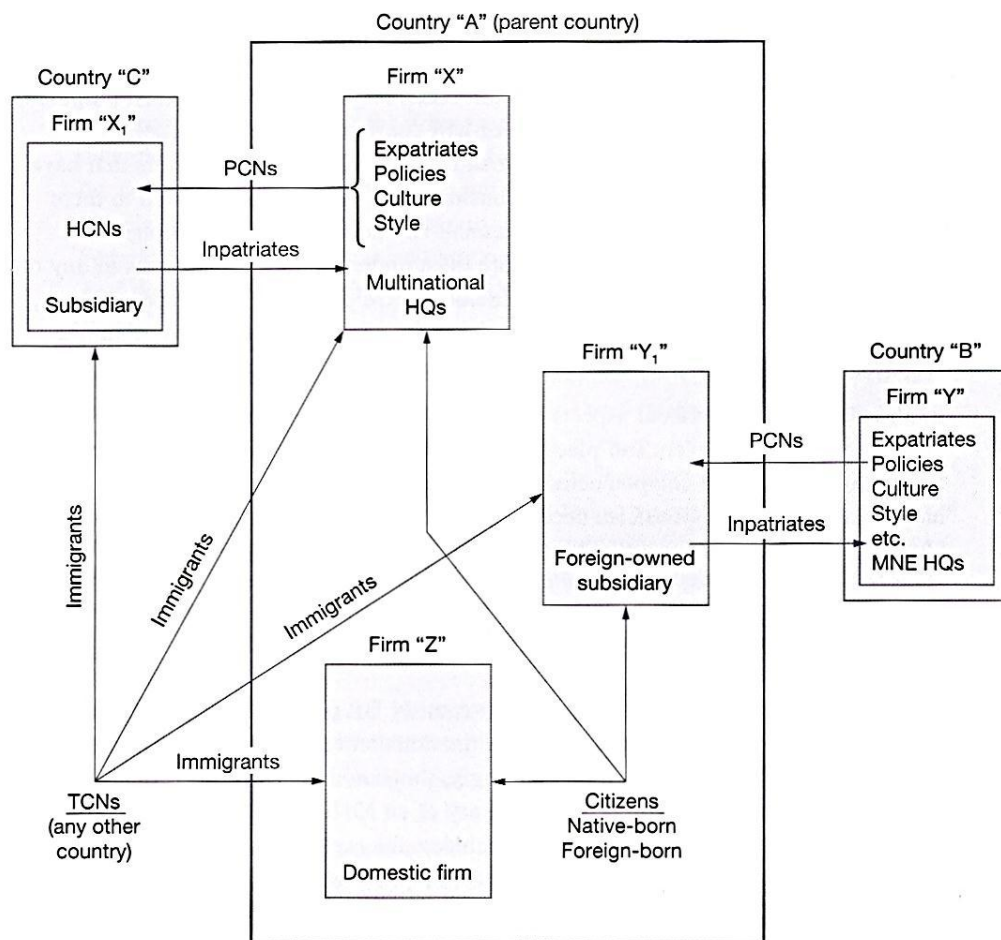 Country “A” (parent country)
Country “C”
Firm “X₁”
HCNs
Subsidiary
Firm “X”
Expatriates
Policies
Culture
Style
Multinational
HQs
PCNs
Inpatriates
Firm “Y₁”
Foreign-owned
subsidiary
Country “B”
Firm “Y”
Expatriates
Policies
Culture
Style
etc.
MNE HQs
PCNs
Inpatriates
Immigrants
Immigrants
Immigrants
Immigrants
Firm “Z”
Domestic firm
TCNs
(any other
country)
Citizens
Native-born
Foreign-born